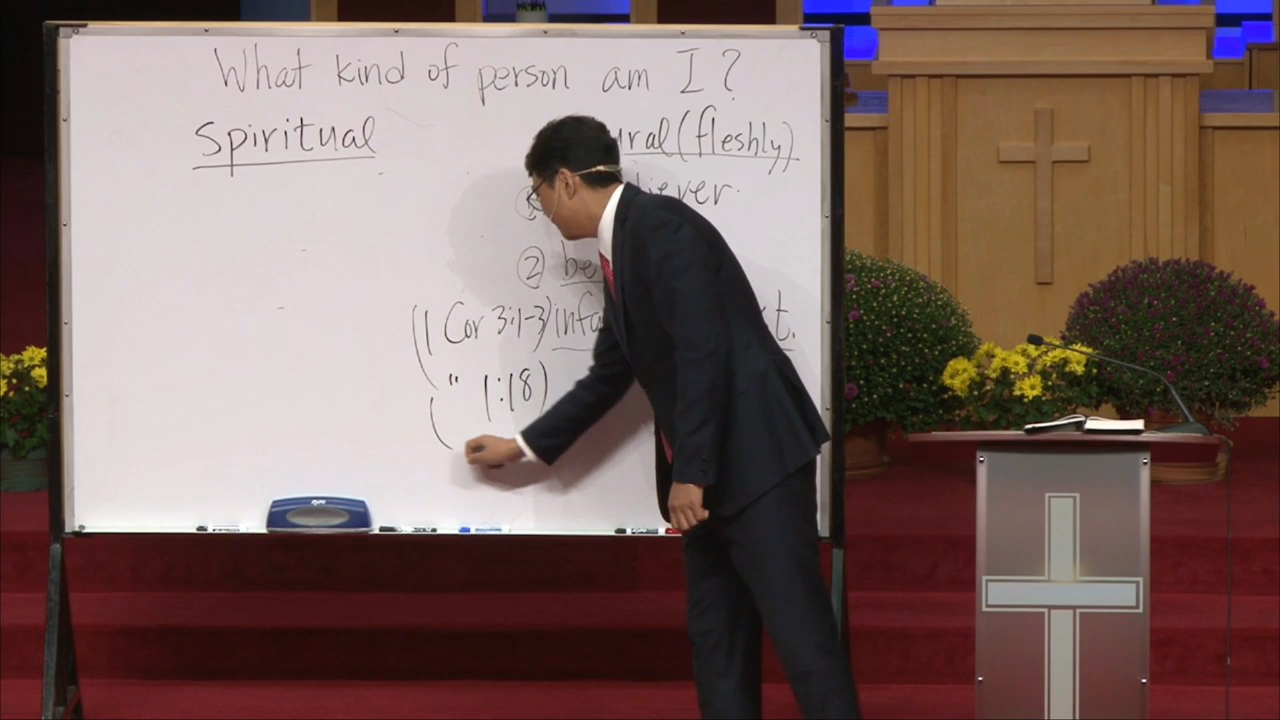 What kind of person am I?
Spiritual
ural (fleshly)
liever.
② be
(1 Cor 3:1-3) infa t.
" 1:18)
(